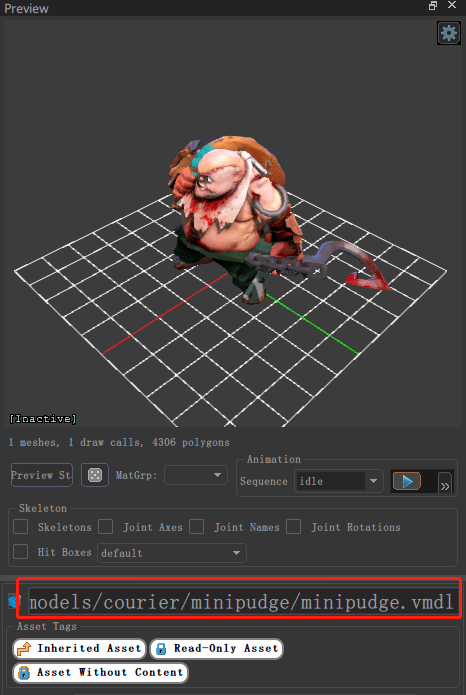 Preview
[Inactive]
1 meshes, 1 draw calls, 4306 polygons
Preview St
MatGrp:
Animation
Sequence idle
»
Skeleton
Skeletons Joint Axes Joint Names Joint Rotations
Hit Boxes default
models/courier/minipudge/minipudge.vmdl
Asset Tags
Inherited Asset Read-Only Asset
Asset Without Content